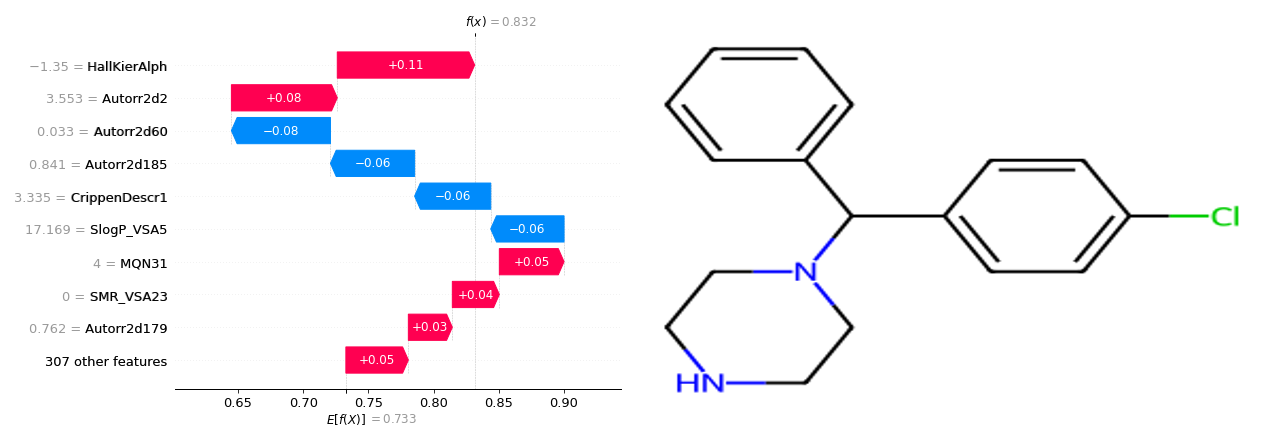 f(x) = 0.832
−1.35 = HallKierAlph
+0.11
3.553 = Autorr2d2
+0.08
0.033 = Autorr2d60
−0.08
0.841 = Autorr2d185
−0.06
3.335 = CrippenDescr1
−0.06
17.169 = SlogP_VSA5
−0.06
4 = MQN31
+0.05
0 = SMR_VSA23
+0.04
0.762 = Autorr2d179
+0.03
307 other features
+0.05
0.65 0.70 0.75 0.80 0.85 0.90
E[f(X)] = 0.733
Cl
N
HN